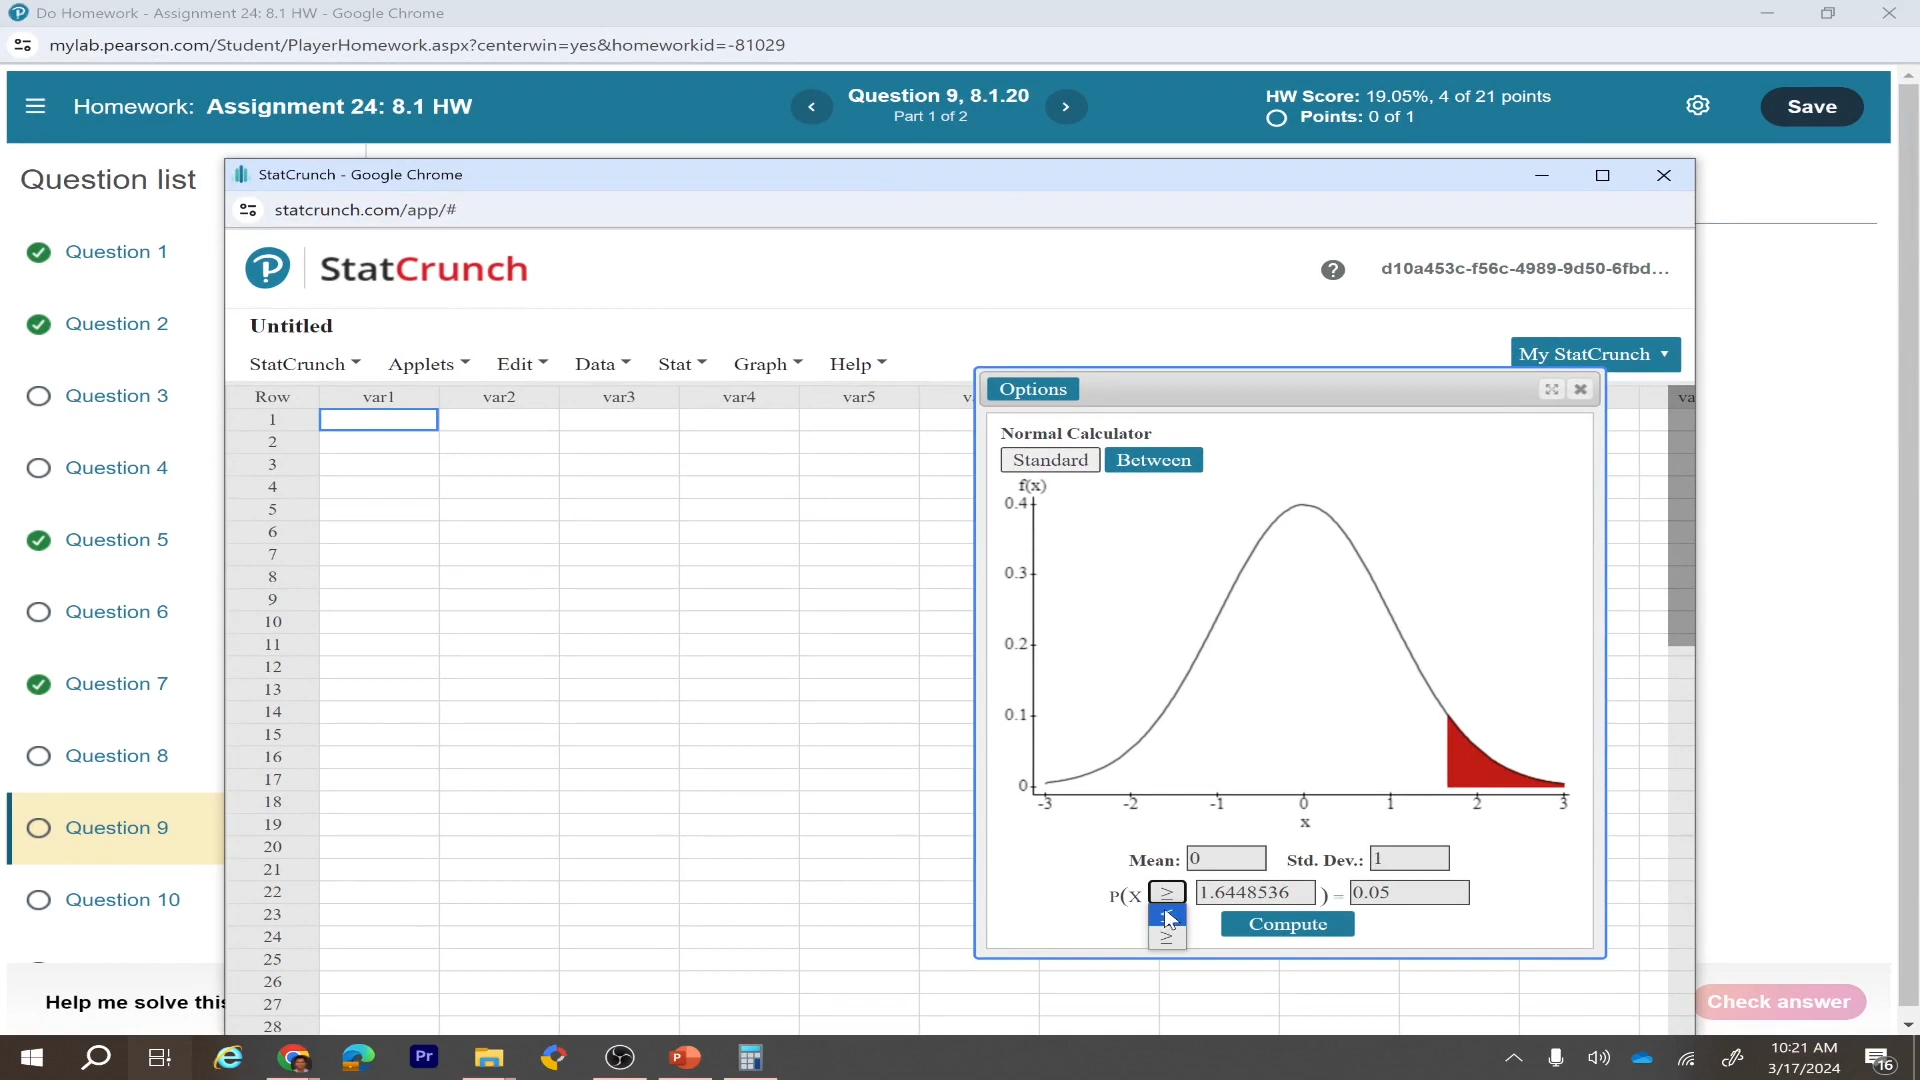 Do Homework - Assignment 24: 8.1 HW - Google Chrome
mylab.pearson.com/Student/PlayerHomework.aspx?centerwin=yes&homeworkid=-81029
Homework: Assignment 24: 8.1 HW
Question 9, 8.1.20
Part 1 of 2
HW Score: 19.05%, 4 of 21 points
Points: 0 of 1
Save
Question list
Question 1
Question 2
Question 3
Question 4
Question 5
Question 6
Question 7
Question 8
Question 9
Question 10
Help me solve this
Check answer
StatCrunch - Google Chrome
statcrunch.com/app/#
StatCrunch
d10a453c-f56c-4989-9d50-6fbd...
Untitled
StatCrunch Applets Edit Data Stat Graph Help
My StatCrunch
Row var1 var2 var3 var4 var5 va
1
2
3
4
5
6
7
8
9
10
11
12
13
14
15
16
17
18
19
20
21
22
23
24
25
26
27
28
Options
Normal Calculator
Standard Between
f(x)
0.4
0.3
0.2
0.1
0
-3 -2 -1 0 1 2 3
x
Mean: 0 Std. Dev.: 1
P(X ≥ 1.6448536 ) = 0.05
≥
Compute
Pr
10:21 AM
3/17/2024
16